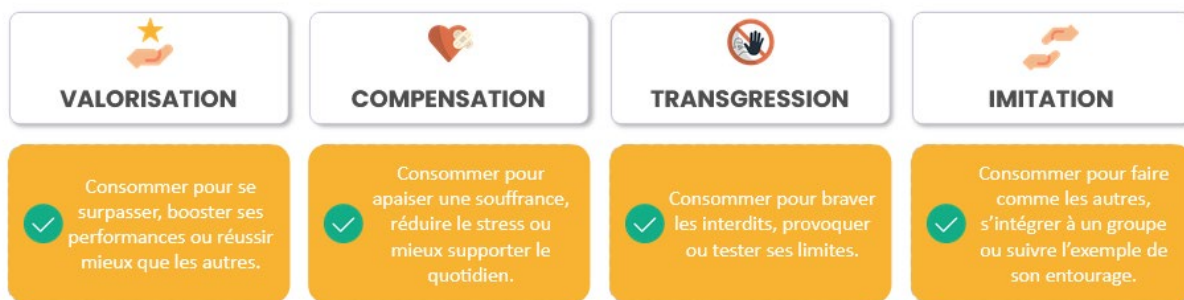 VALORISATION
COMPENSATION
TRANSGRESSION
IMITATION
Consommer pour se
surpasser, booster ses
performances ou réussir
mieux que les autres.
Consommer pour
apaiser une souffrance,
réduire le stress ou
mieux supporter le
quotidien.
Consommer pour braver
les interdits, provoquer
ou tester ses limites.
Consommer pour faire
comme les autres,
s’intégrer à un groupe
ou suivre l’exemple de
son entourage.